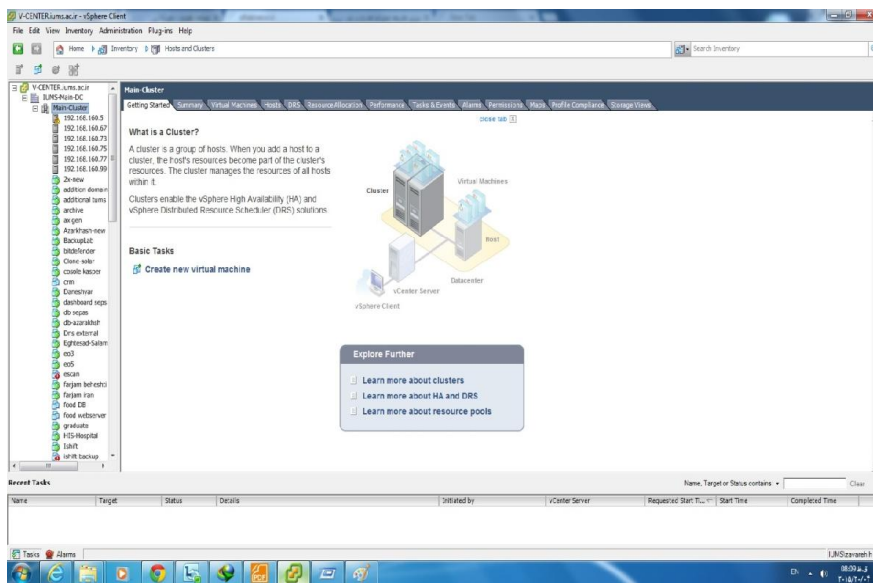 V-CENTER.iums.ac.ir - vSphere Client
File Edit View Inventory Administration Plug-ins Help
Home Inventory Hosts and Clusters
Search Inventory
V-CENTER.iums.ac.ir
IUMS-Main-DC
Main-Cluster
192.168.160.5
192.168.160.67
192.168.160.73
192.168.160.75
192.168.160.77
192.168.160.99
2x-new
addition domain
additional iums
archive
axigen
Azarkhash-new
BackupLab
bitdefender
Clone solar
cosole kasper
crm
Daneshvar
dashboard sepa
db sepas
db-azarakhsh
Dns external
Eghtesad-Salam
eo3
eo5
escan
farjam beheshti
farjam iran
food DB
food webserver
graduate
HIS-Hospital
Ishift
ishift backup
Main-Cluster
Getting Started Summary Virtual Machines Hosts DRS Resource Allocation Performance Tasks & Events Alarms Permissions Maps Profile Compliance Storage Views
close tab
What is a Cluster?
A cluster is a group of hosts. When you add a host to a
cluster, the host's resources become part of the cluster's
resources. The cluster manages the resources of all hosts
within it.
Clusters enable the vSphere High Availability (HA) and
vSphere Distributed Resource Scheduler (DRS) solutions.
Basic Tasks
Create new virtual machine
Cluster
Virtual Machines
Host
Datacenter
vCenter Server
vSphere Client
Explore Further
Learn more about clusters
Learn more about HA and DRS
Learn more about resource pools
Recent Tasks
Name, Target or Status contains:
Clear
Name Target Status Details Initiated by vCenter Server Requested Start Ti... Start Time Completed Time
Tasks Alarms
EN
08:09